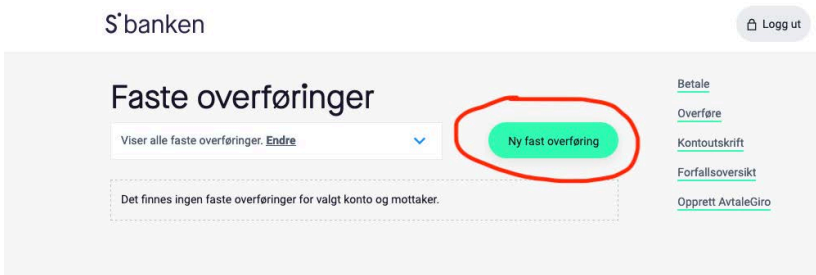 S'banken
Logg ut
Faste overføringer
Viser alle faste overføringer. Endre
Ny fast overføring
Det finnes ingen faste overføringer for valgt konto og mottaker.
Betale
Overføre
Kontoutskrift
Forfallsoversikt
Opprett AvtaleGiro